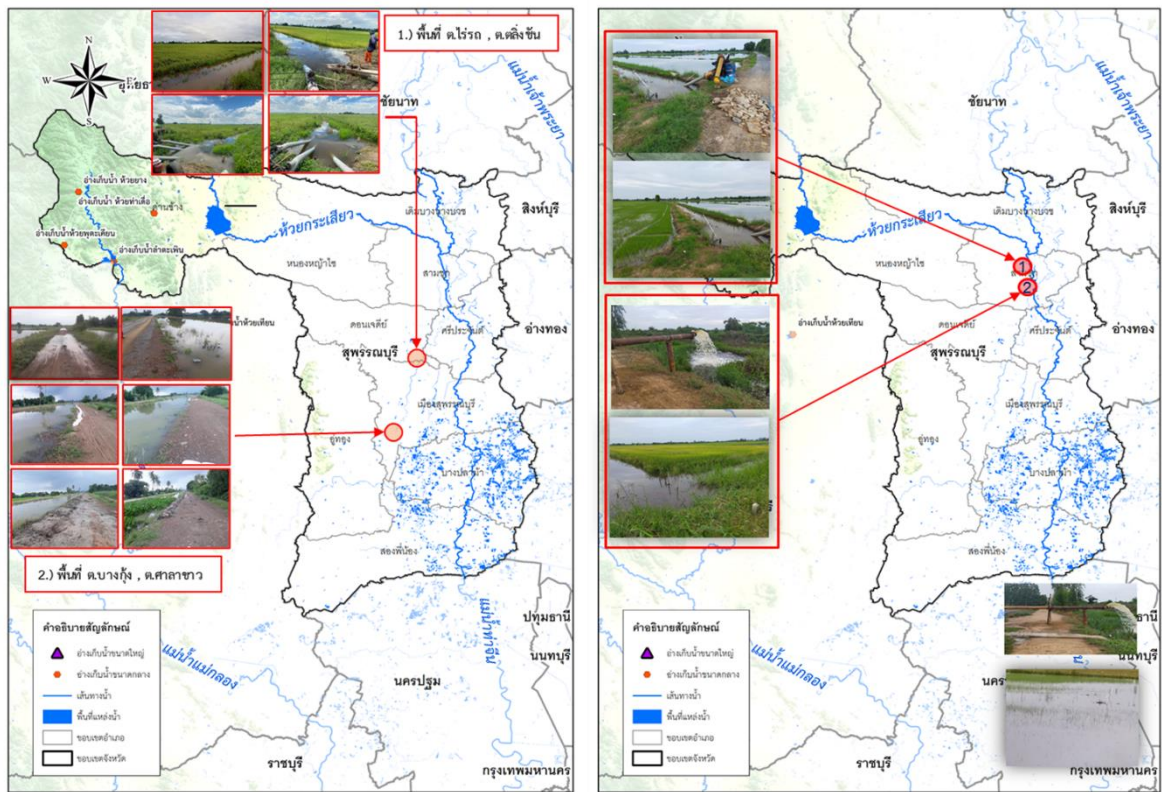 1.) พื้นที่ ต.ไร่รถ , ต.ตลิ่งชัน
N
W
S
ชัยนาท
แม่น้ำเจ้าพระยา
อ่างเก็บน้ำ ห้วยยาง
อ่างเก็บน้ำ ห้วยท่าเดื่อ
ด่านช้าง
อ่างเก็บน้ำห้วยพุตะเคียน
อ่างเก็บน้ำลำตะเพิน
ห้วยกระเสียว
เดิมบางนางบวช
สิงห์บุรี
หนองหญ้าไซ
สามชุก
ดอนเจดีย์
ศรีประจันต์
อ่างทอง
สุพรรณบุรี
เมืองสุพรรณบุรี
อู่ทอง
บางปลาม้า
สองพี่น้อง
2.) พื้นที่ ต.บางกุ้ง , ต.ศาลาขาว
คำอธิบายสัญลักษณ์
อ่างเก็บน้ำขนาดใหญ่
อ่างเก็บน้ำขนาดกลาง
เส้นทางน้ำ
พื้นที่แหล่งน้ำ
ขอบเขตอำเภอ
ขอบเขตจังหวัด
แม่น้ำแม่กลอง
แม่น้ำท่าจีน
นครปฐม
ราชบุรี
ปทุมธานี
นนทบุรี
กรุงเทพมหานคร
ชัยนาท
แม่น้ำเจ้าพระยา
ห้วยกระเสียว
เดิมบางนางบวช
สิงห์บุรี
หนองหญ้าไซ
1
2
อ่างเก็บน้ำห้วยเทียน
ดอนเจดีย์
ศรีประจันต์
อ่างทอง
สุพรรณบุรี
เมืองสุพรรณบุรี
อู่ทอง
บางปลาม้า
สองพี่น้อง
คำอธิบายสัญลักษณ์
อ่างเก็บน้ำขนาดใหญ่
อ่างเก็บน้ำขนาดกลาง
เส้นทางน้ำ
พื้นที่แหล่งน้ำ
ขอบเขตอำเภอ
ขอบเขตจังหวัด
แม่น้ำแม่กลอง
ราชบุรี
นนทบุรี
กรุงเทพมหานคร